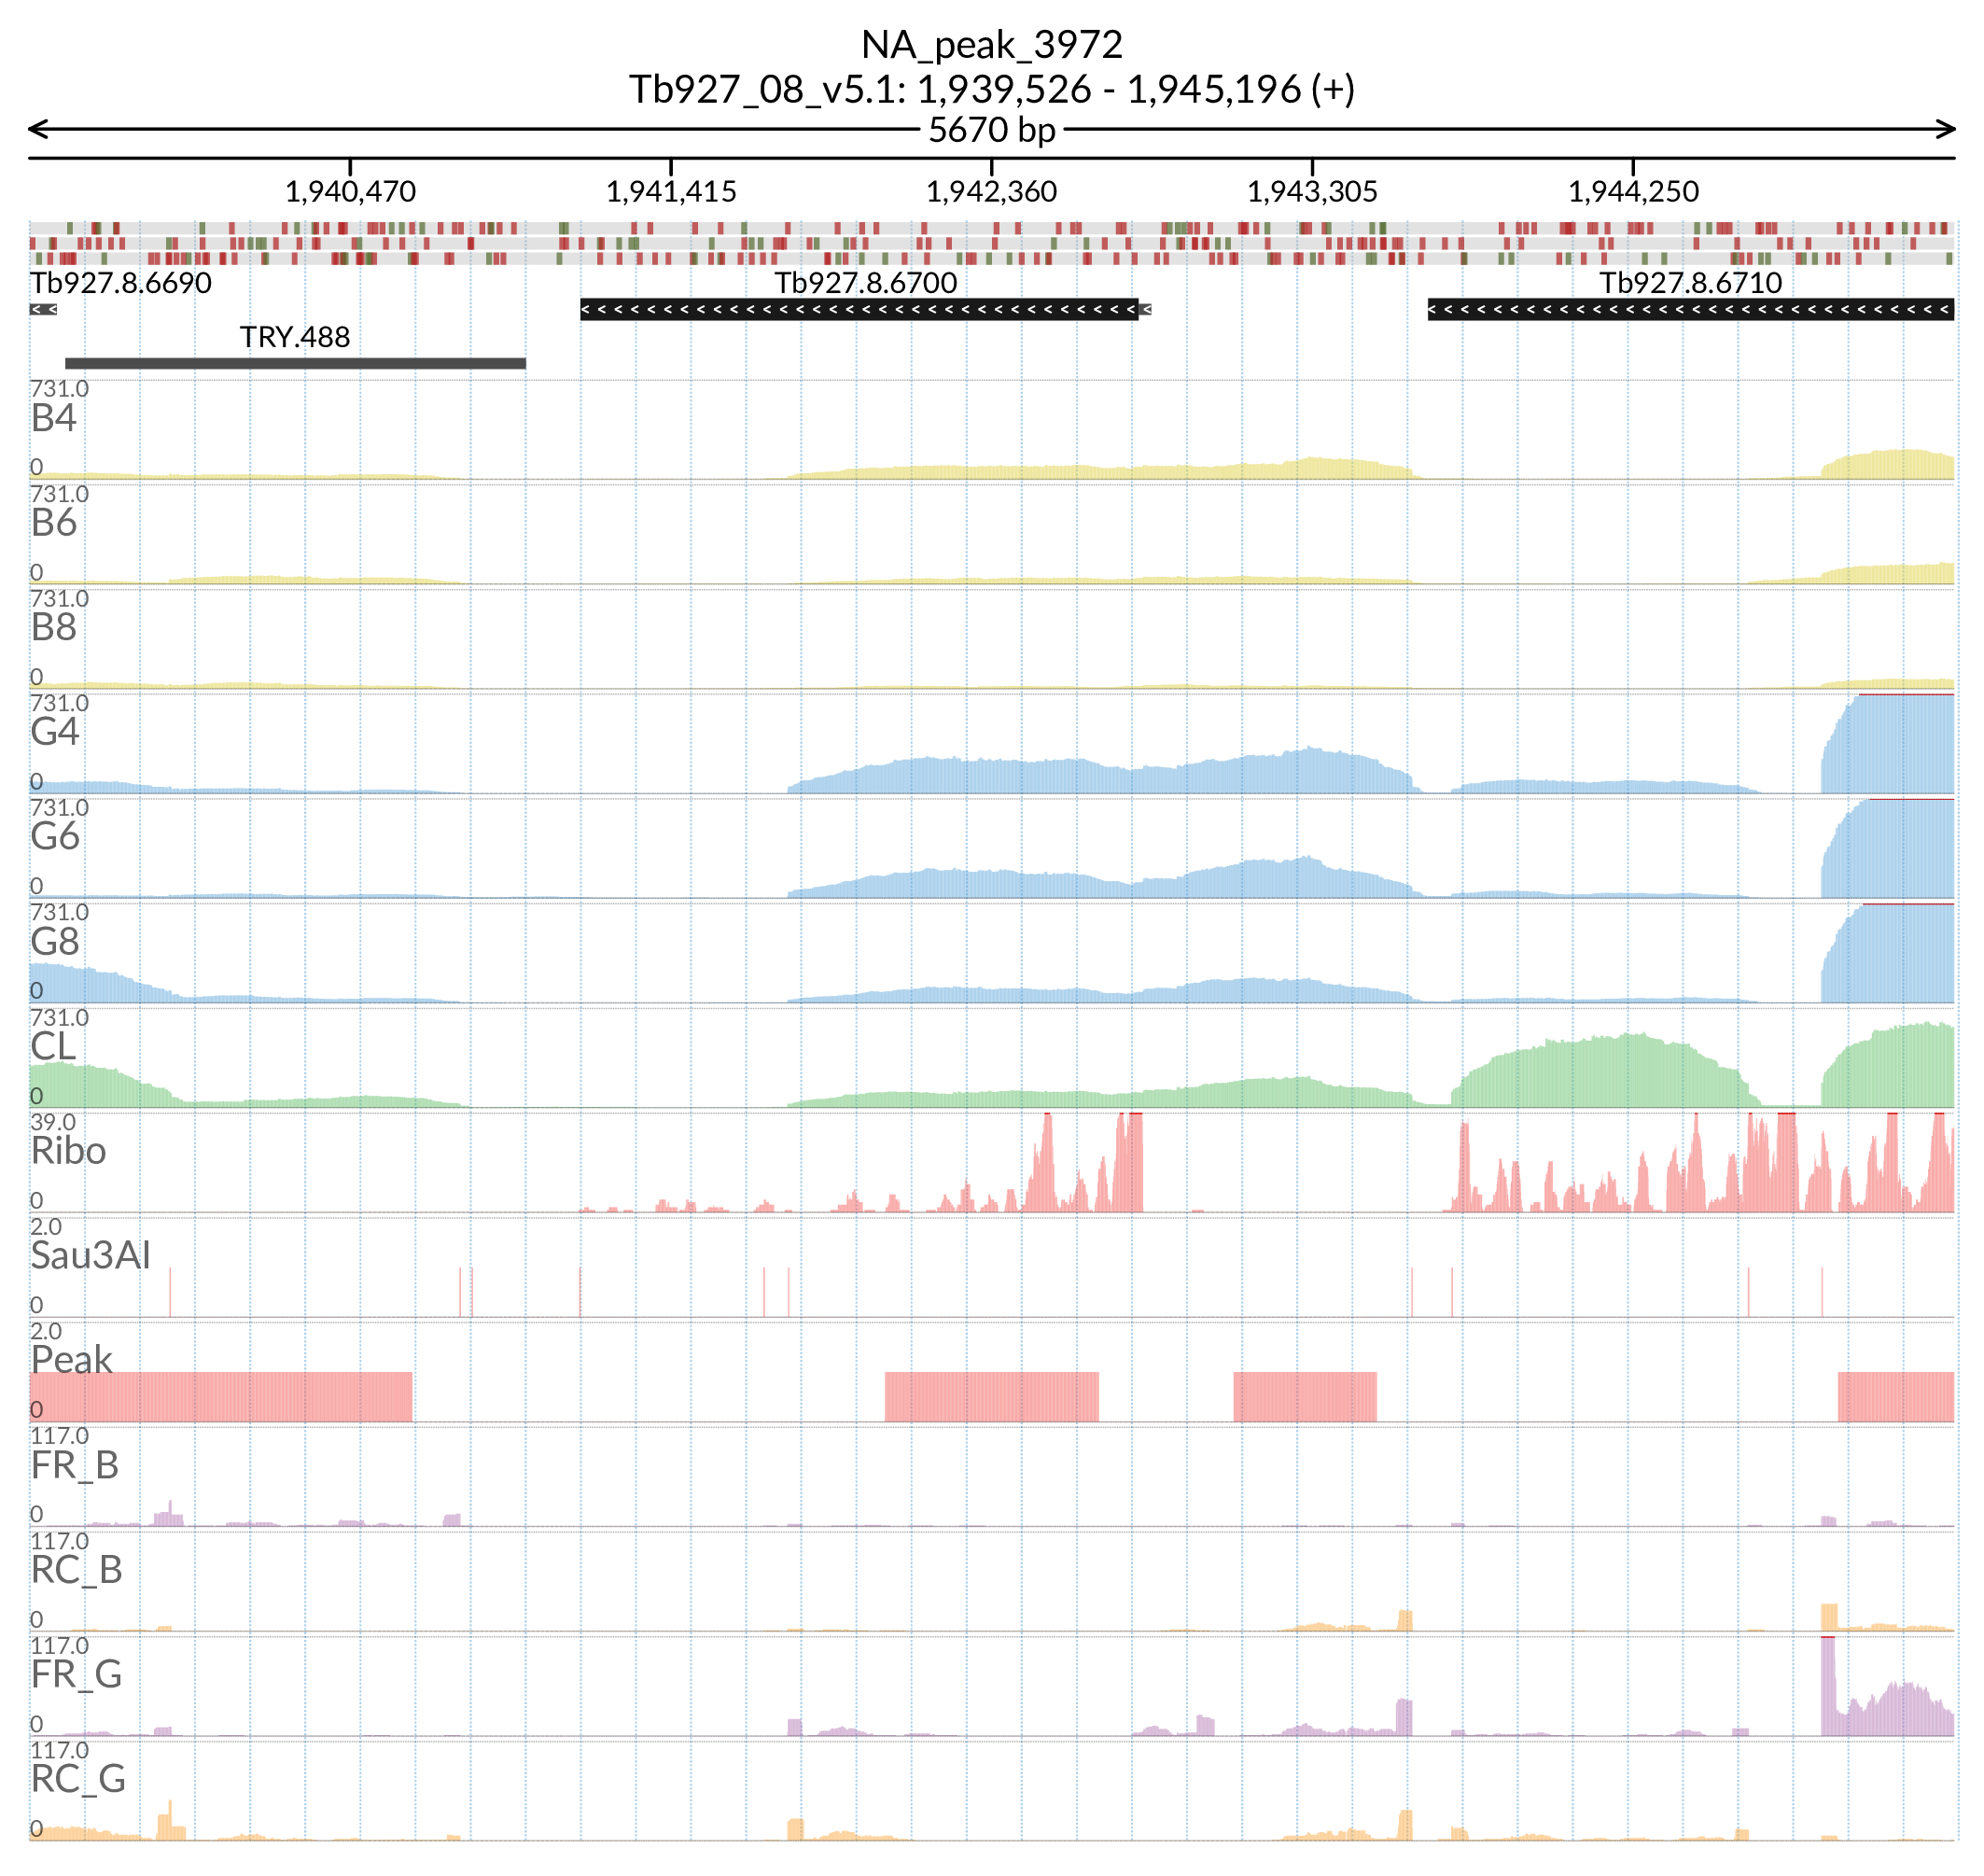 NA_peak_3972
Tb927_08_v5.1: 1,939,526 - 1,945,196 (+)
5670 bp
1,940,470 1,941,415 1,942,360 1,943,305 1,944,250
Tb927.8.6690 Tb927.8.6700 Tb927.8.6710
TRY.488
731.0
B4
0
731.0
B6
0
731.0
B8
0
731.0
G4
0
731.0
G6
0
731.0
G8
0
731.0
CL
0
39.0
Ribo
0
2.0
Sau3AI
0
2.0
Peak
0
117.0
FR_B
0
117.0
RC_B
0
117.0
FR_G
0
117.0
RC_G
0